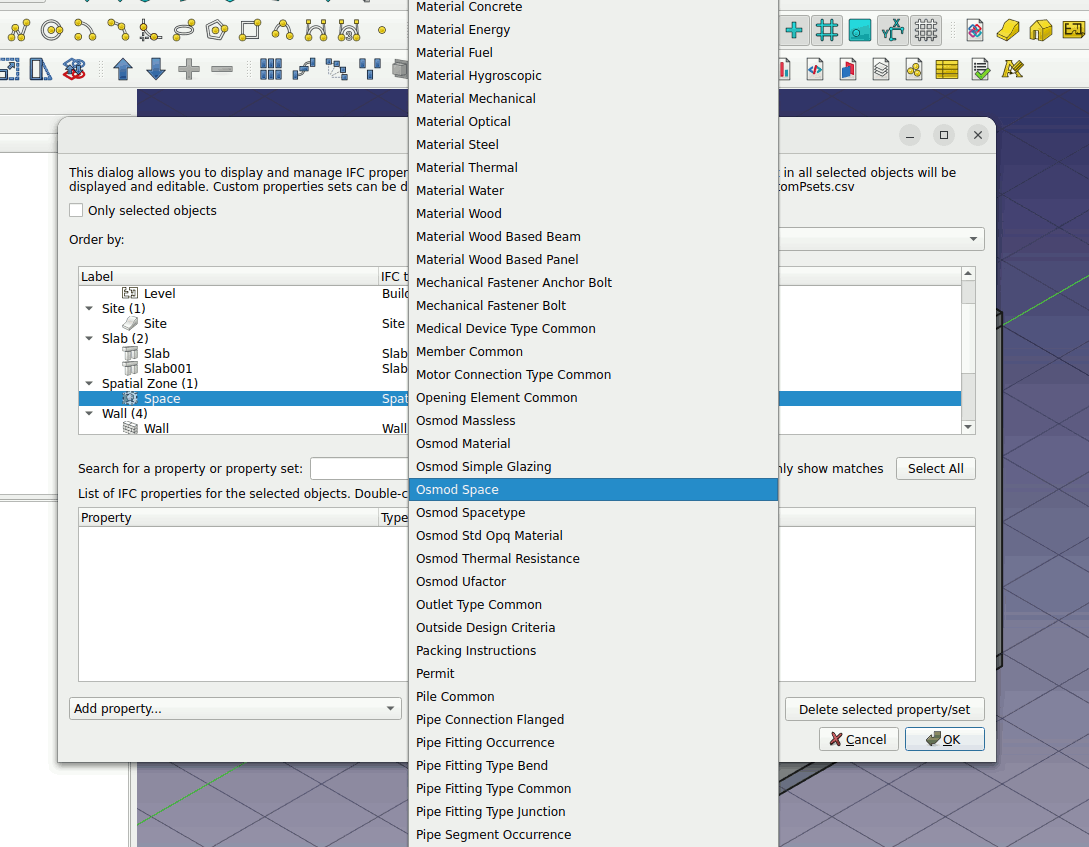 This dialog allows you to display and manage IFC proper
in all selected objects will be
displayed and editable. Custom properties sets can be d
tomPsets.csv
Only selected objects
Order by:
Label
IFC t
Level
Build
Site (1)
Site
Site
Slab (2)
Slab
Slab
Slab001
Slab
Spatial Zone (1)
Space
Spat
Wall (4)
Wall
Wall
Search for a property or property set:
nly show matches
Select All
List of IFC properties for the selected objects. Double-c
Property
Type
Add property...
Delete selected property/set
Cancel
OK
Material Concrete
Material Energy
Material Fuel
Material Hygroscopic
Material Mechanical
Material Optical
Material Steel
Material Thermal
Material Water
Material Wood
Material Wood Based Beam
Material Wood Based Panel
Mechanical Fastener Anchor Bolt
Mechanical Fastener Bolt
Medical Device Type Common
Member Common
Motor Connection Type Common
Opening Element Common
Osmod Massless
Osmod Material
Osmod Simple Glazing
Osmod Space
Osmod Spacetype
Osmod Std Opq Material
Osmod Thermal Resistance
Osmod Ufactor
Outlet Type Common
Outside Design Criteria
Packing Instructions
Permit
Pile Common
Pipe Connection Flanged
Pipe Fitting Occurrence
Pipe Fitting Type Bend
Pipe Fitting Type Common
Pipe Fitting Type Junction
Pipe Segment Occurrence